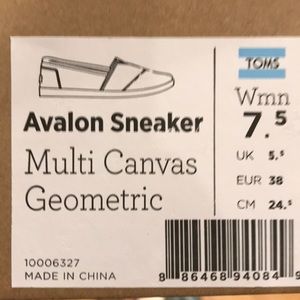 TOMS
Wmn
Avalon Sneaker
7.5
Multi Canvas
Geometric
UK 5.5
EUR 38
CM 24.5
10006327
MADE IN CHINA
8 86468 94084 9